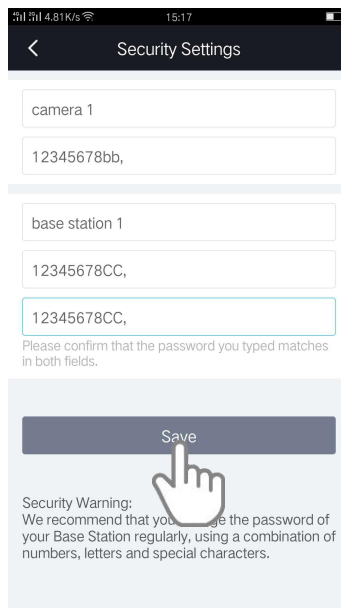 4G 2G 4.81K/s 15:17
Security Settings
camera 1
12345678bb,
base station 1
12345678CC,
12345678CC,
Please confirm that the password you typed matches
in both fields.
Save
Security Warning:
We recommend that you the password of
your Base Station regularly, using a combination of
numbers, letters and special characters.